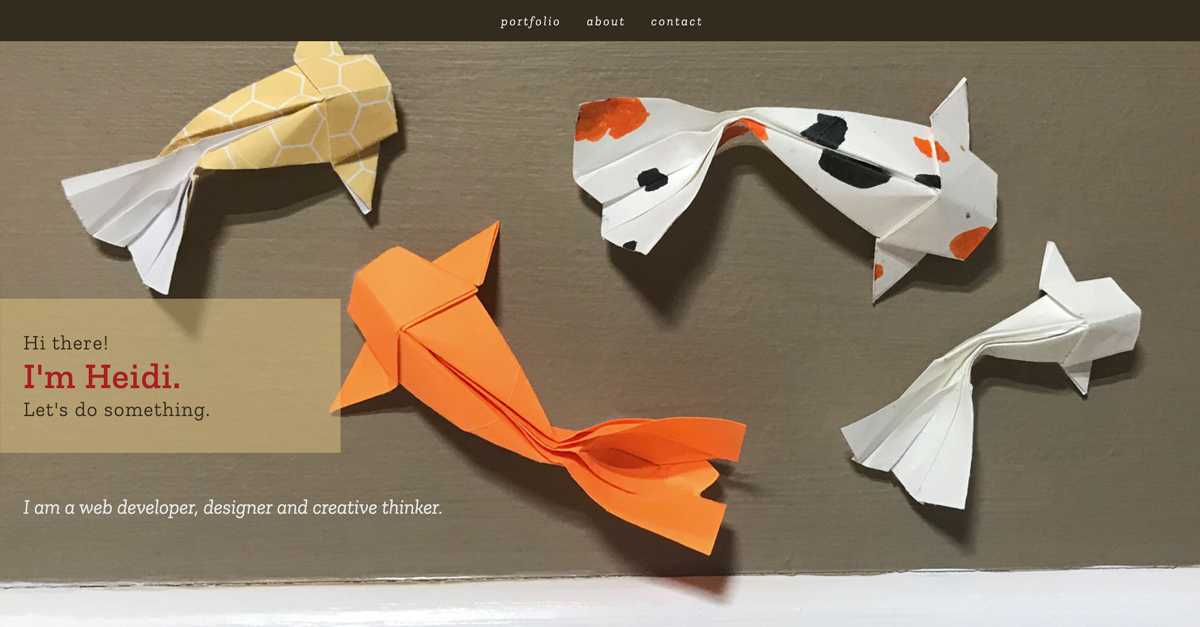 portfolio about contact
Hi there!
I'm Heidi.
Let's do something.
I am a web developer, designer and creative thinker.